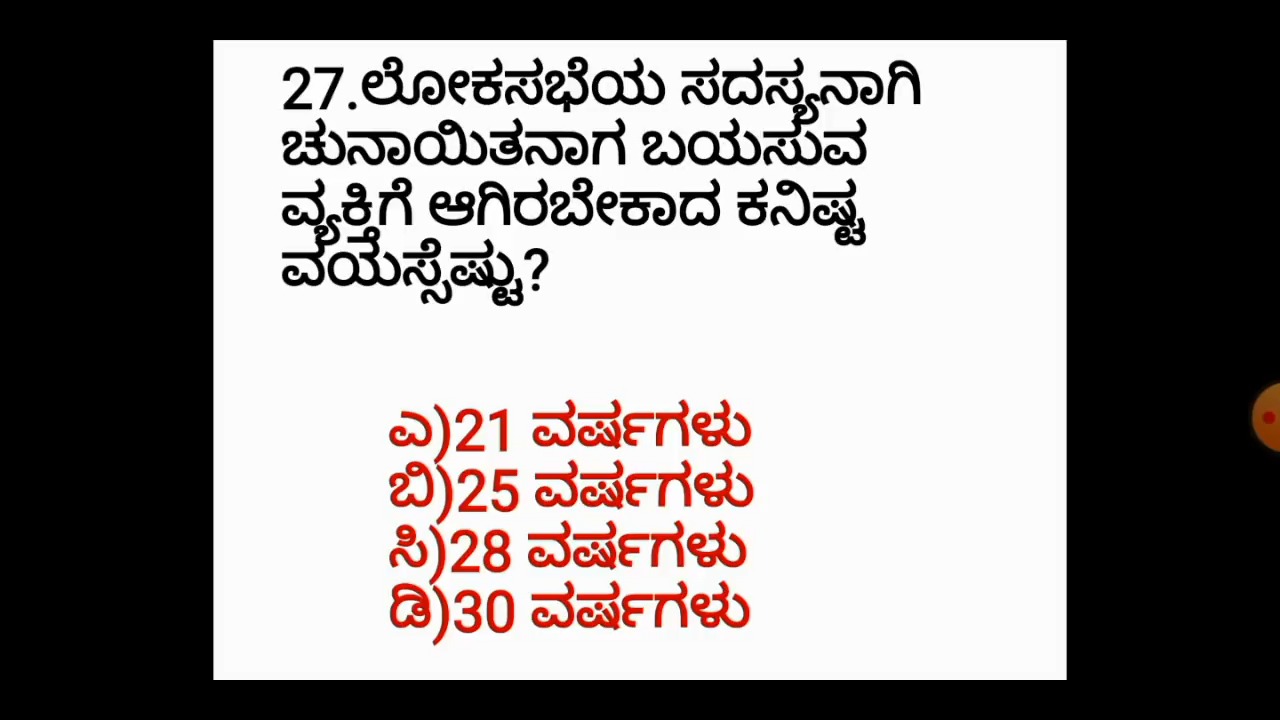 27.ಲೋಕಸಭೆಯ ಸದಸ್ಯನಾಗಿ
ಚುನಾಯಿತನಾಗ ಬಯಸುವ
ವ್ಯಕ್ತಿಗೆ ಆಗಿರಬೇಕಾದ ಕನಿಷ್ಟ
ವಯಸ್ಸೆಷ್ಟು?
ಎ)21 ವರ್ಷಗಳು
ಬಿ)25 ವರ್ಷಗಳು
ಸಿ)28 ವರ್ಷಗಳು
ಡಿ)30 ವರ್ಷಗಳು